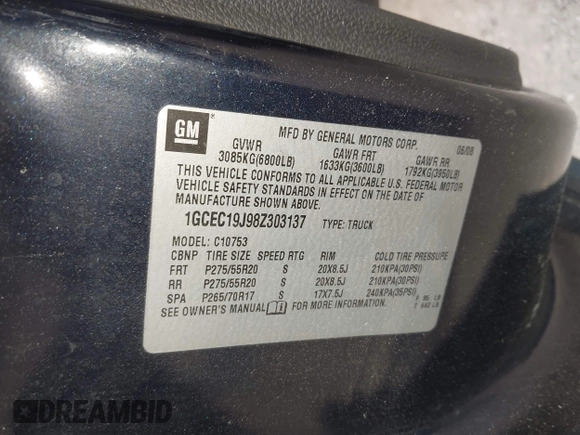 GM ®
MFD BY GENERAL MOTORS CORP. 06/08
GVWR GAWR FRT GAWR RR
3085KG(6800LB) 1633KG(3600LB) 1792KG(3950LB)
THIS VEHICLE CONFORMS TO ALL APPLICABLE U.S. FEDERAL MOTOR
VEHICLE SAFETY STANDARDS IN EFFECT ON THE DATE OF
MANUFACTURE SHOWN ABOVE.
1GCEC19J98Z303137 TYPE: TRUCK
MODEL: C10753
CBNP TIRE SIZE SPEED RTG RIM COLD TIRE PRESSURE
FRT P275/55R20 S 20X8.5J 210KPA(30PSI)
RR P275/55R20 S 20X8.5J 210KPA(30PSI)
SPA P265/70R17 S 17X7.5J 240KPA(35PSI)
SEE OWNER'S MANUAL FOR MORE INFORMATION.
95 LB
642 LB
DREAMBID